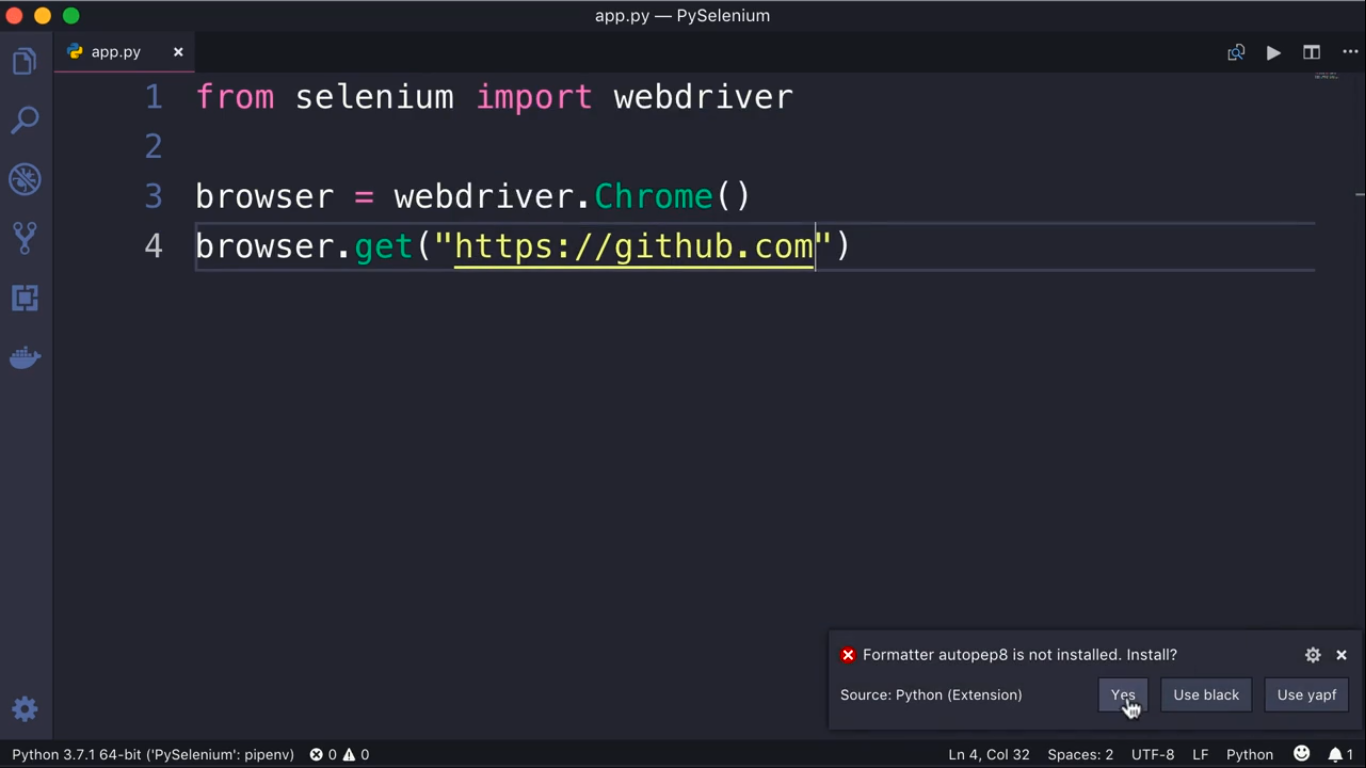 app.py — PySelenium
app.py
1 from selenium import webdriver
2
3 browser = webdriver.Chrome()
4 browser.get("https://github.com")
Formatter autopep8 is not installed. Install?
Source: Python (Extension) Yes Use black Use yapf
Python 3.7.1 64-bit ('PySelenium': pipenv) 0 0 Ln 4, Col 32 Spaces: 2 UTF-8 LF Python 1